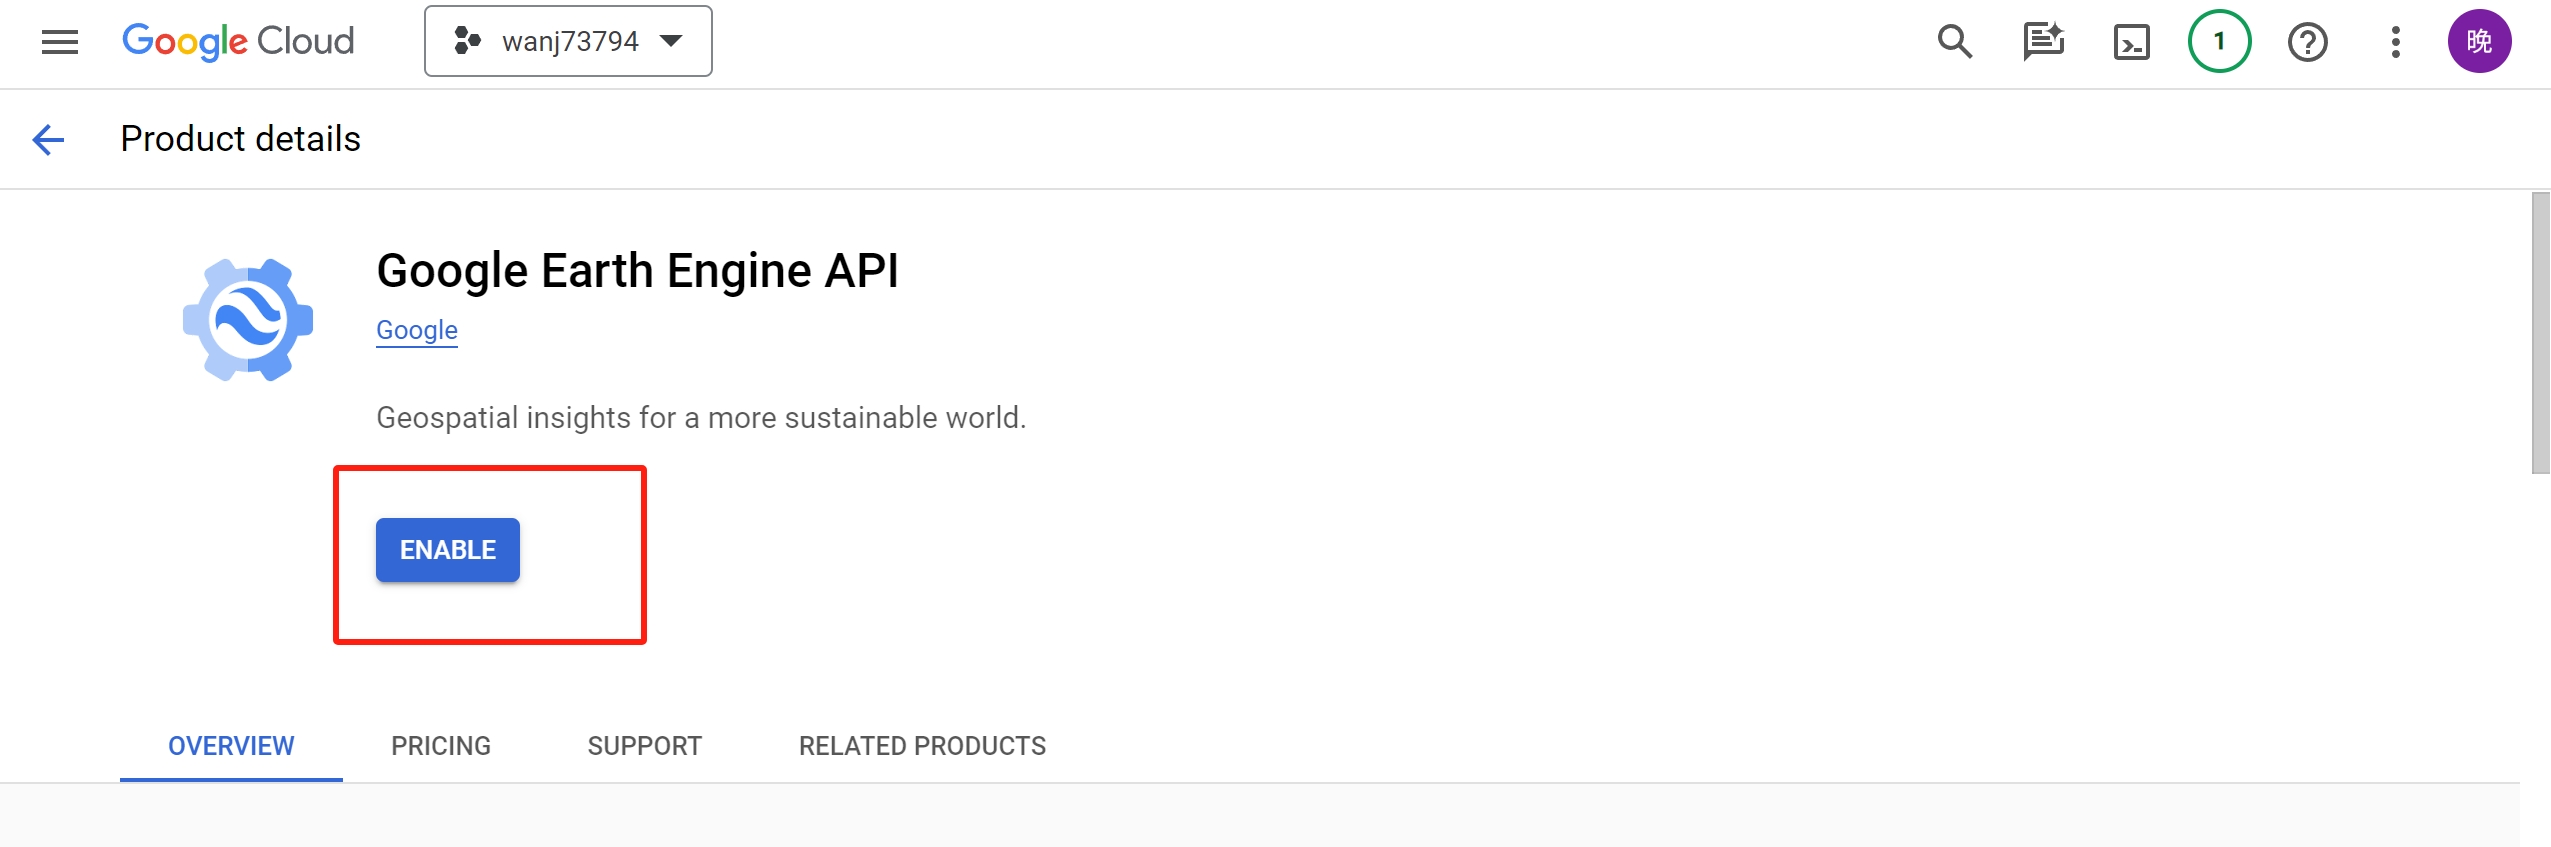 Google Cloud
wanj73794
1
晚
Product details
Google Earth Engine API
Google
Geospatial insights for a more sustainable world.
ENABLE
OVERVIEW
PRICING
SUPPORT
RELATED PRODUCTS